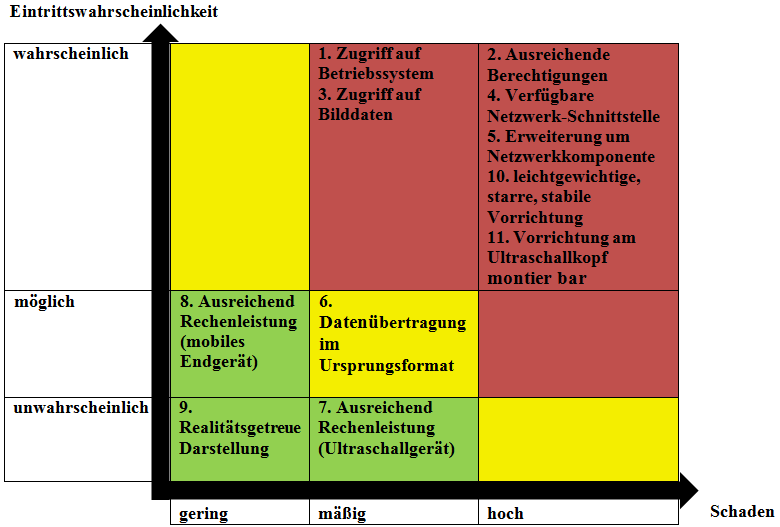 Eintrittswahrscheinlichkeit
wahrscheinlich
1. Zugriff auf
Betriebssystem
3. Zugriff auf
Bilddaten
2. Ausreichende
Berechtigungen
4. Verfügbare
Netzwerk-Schnittstelle
5. Erweiterung um
Netzwerkkomponente
10. leichtgewichtige,
starre, stabile
Vorrichtung
11. Vorrichtung am
Ultraschallkopf
montier bar
möglich
8. Ausreichend
Rechenleistung
(mobiles
Endgerät)
6.
Datenübertragung
im
Ursprungsformat
unwahrscheinlich
9.
Realitätsgetreue
Darstellung
7. Ausreichend
Rechenleistung
(Ultraschallgerät)
gering
mäßig
hoch
Schaden